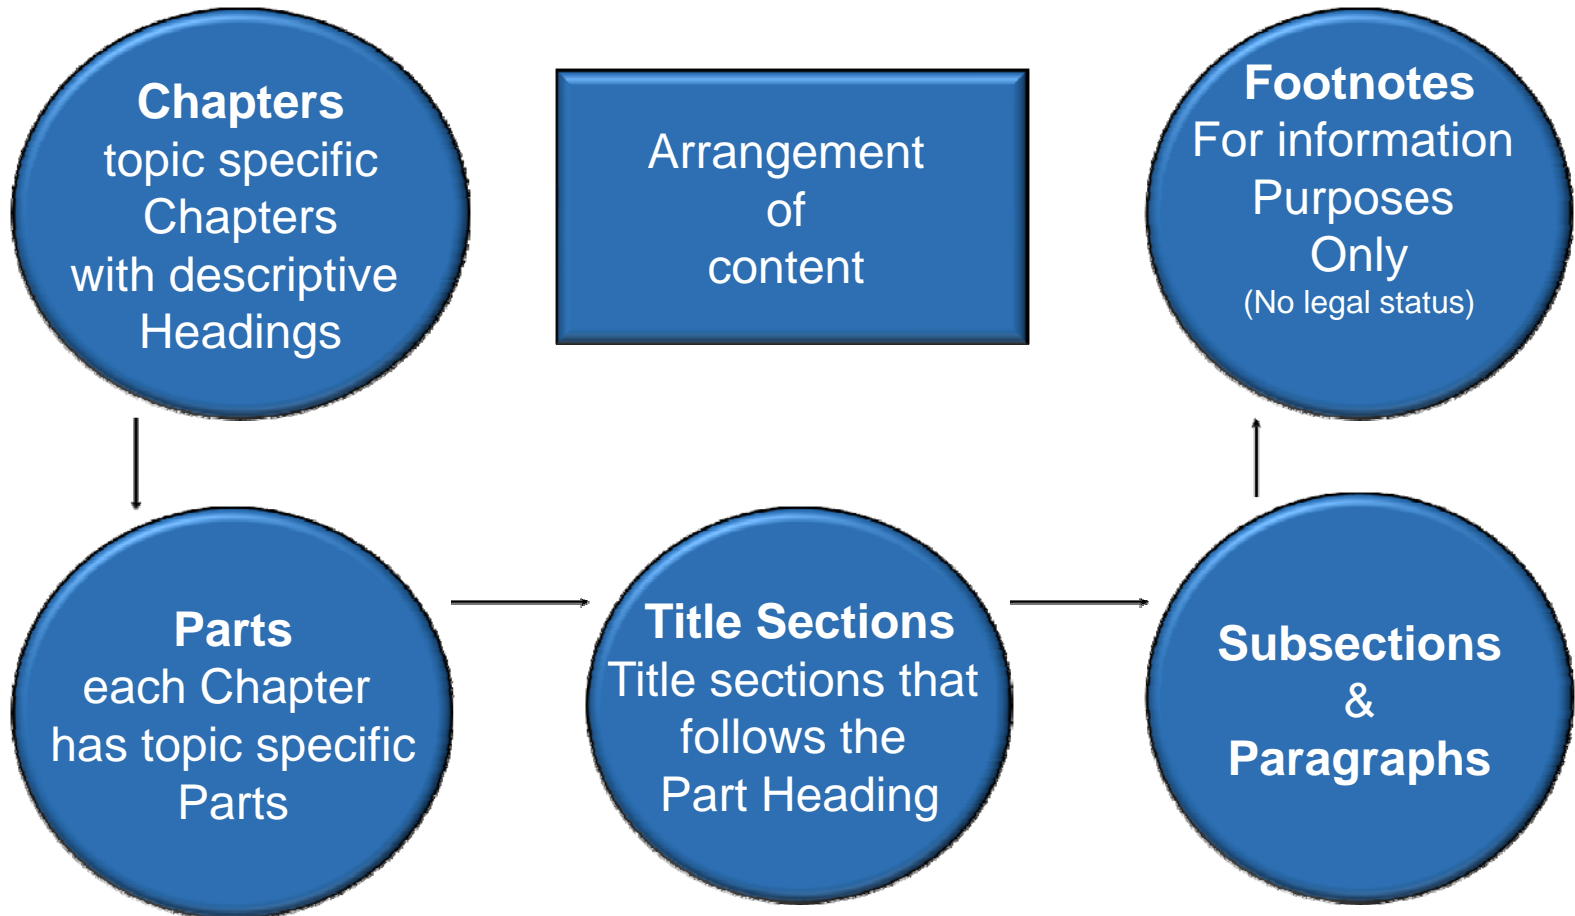 Chapters
topic specific
Chapters
with descriptive
Headings
Arrangement
of
content
Footnotes
For information
Purposes
Only
(No legal status)
Parts
each Chapter
has topic specific
Parts
Title Sections
Title sections that
follows the
Part Heading
Subsections
&
Paragraphs